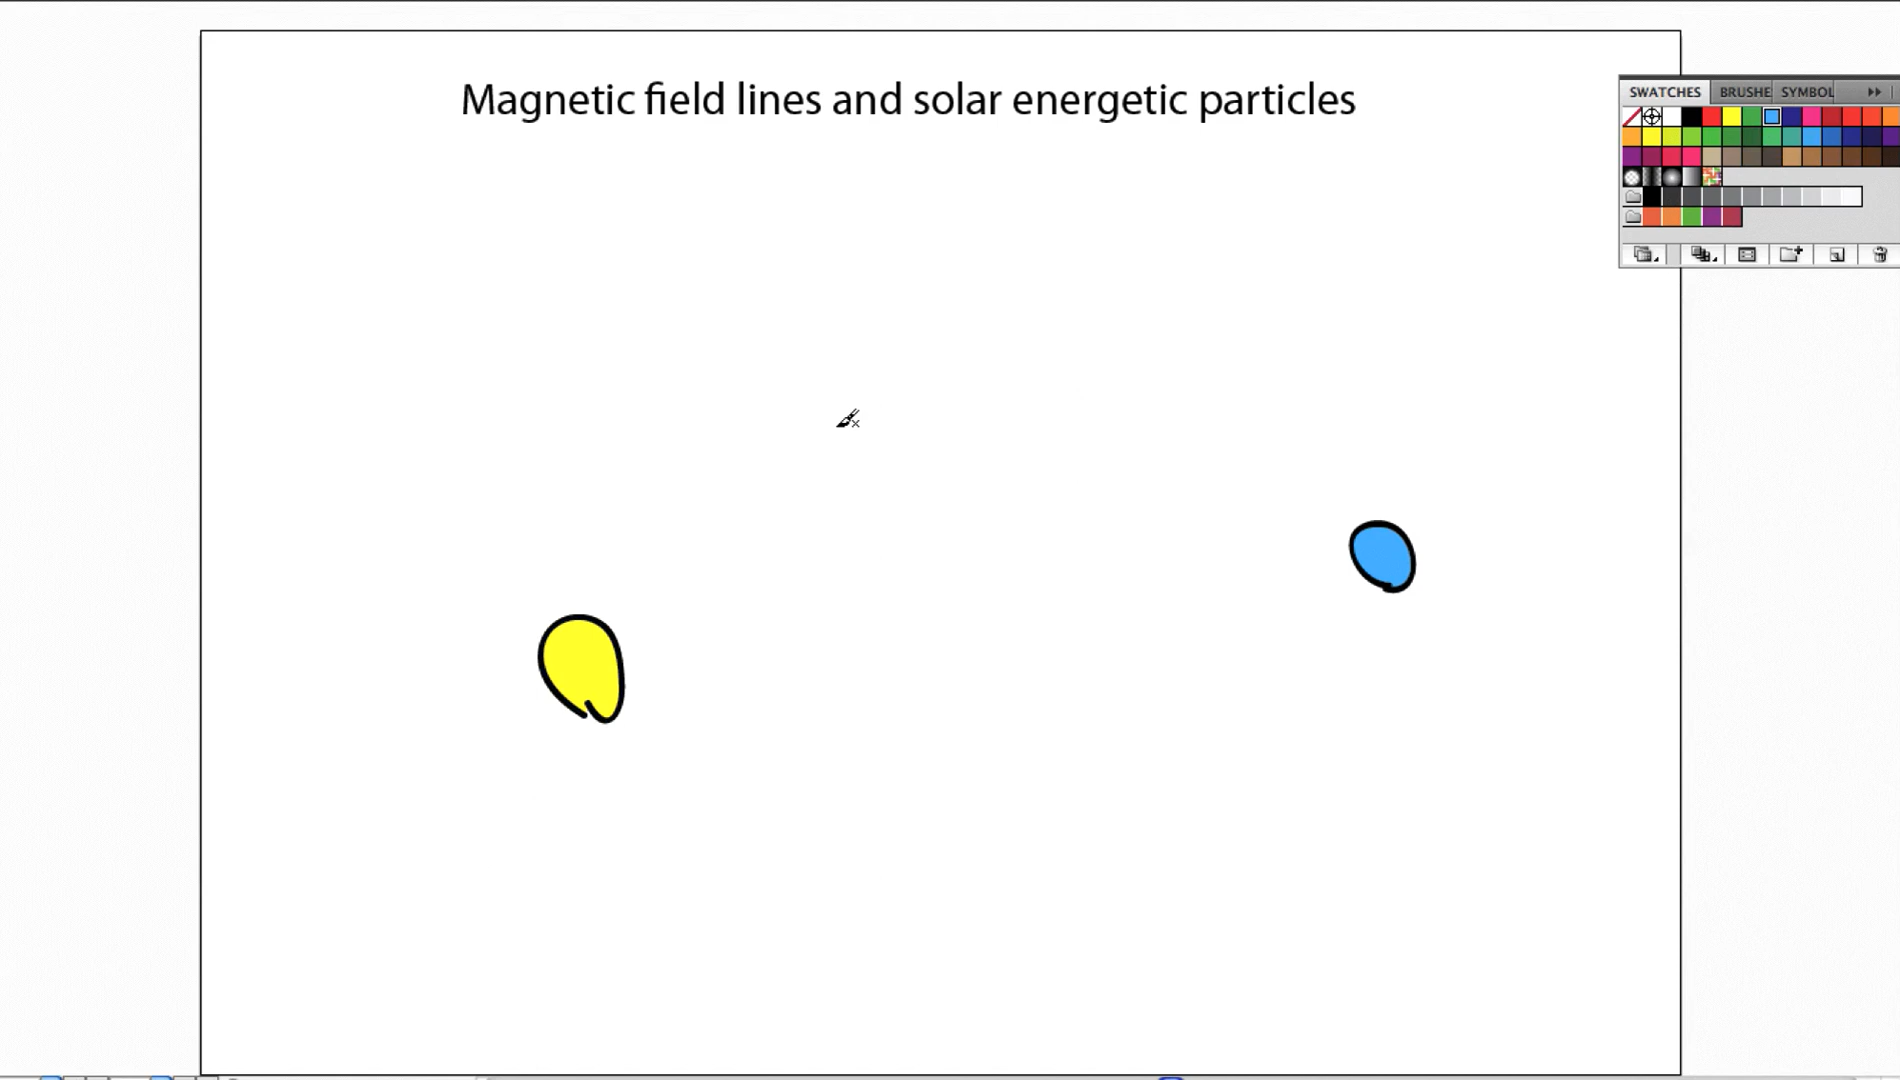 Magnetic field lines and solar energetic particles
SWATCHES BRUSHE SYMBOL